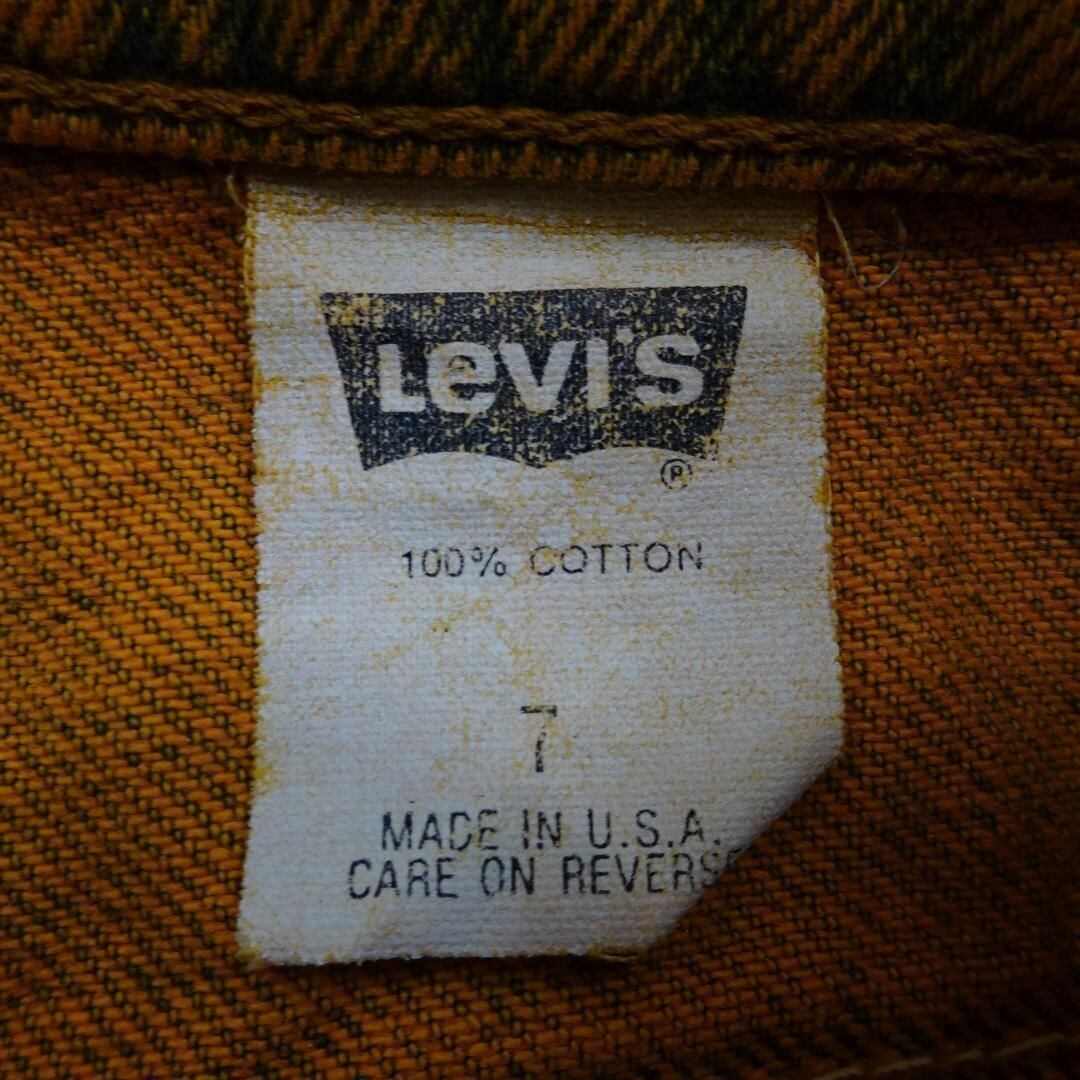 Levi's
®
100% COTTON
7
MADE IN U.S.A.
CARE ON REVERSE